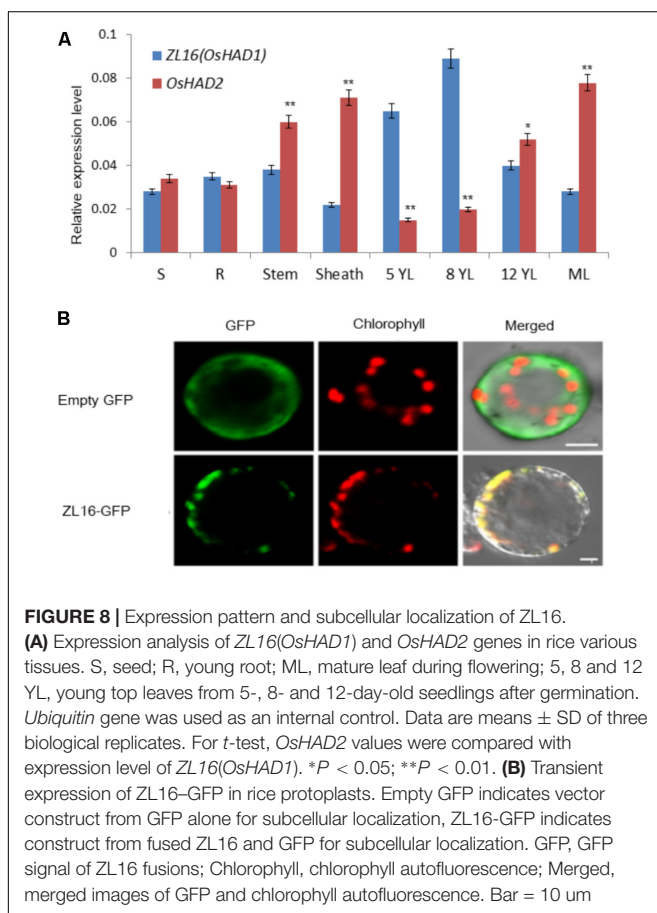 A
ZL16(OsHAD1)
OsHAD2
Relative expression level
0.1
0.08
0.06
0.04
0.02
0
**
**
**
**
*
**
S R Stem Sheath 5 YL 8 YL 12 YL ML
B
GFP Chlorophyll Merged
Empty GFP
ZL16-GFP
FIGURE 8 | Expression pattern and subcellular localization of ZL16.
(A) Expression analysis of ZL16(OsHAD1) and OsHAD2 genes in rice various
tissues. S, seed; R, young root; ML, mature leaf during flowering; 5, 8 and 12
YL, young top leaves from 5-, 8- and 12-day-old seedlings after germination.
Ubiquitin gene was used as an internal control. Data are means ± SD of three
biological replicates. For t-test, OsHAD2 values were compared with
expression level of ZL16(OsHAD1). *P < 0.05; **P < 0.01. (B) Transient
expression of ZL16–GFP in rice protoplasts. Empty GFP indicates vector
construct from GFP alone for subcellular localization, ZL16-GFP indicates
construct from fused ZL16 and GFP for subcellular localization. GFP, GFP
signal of ZL16 fusions; Chlorophyll, chlorophyll autofluorescence; Merged,
merged images of GFP and chlorophyll autofluorescence. Bar = 10 um